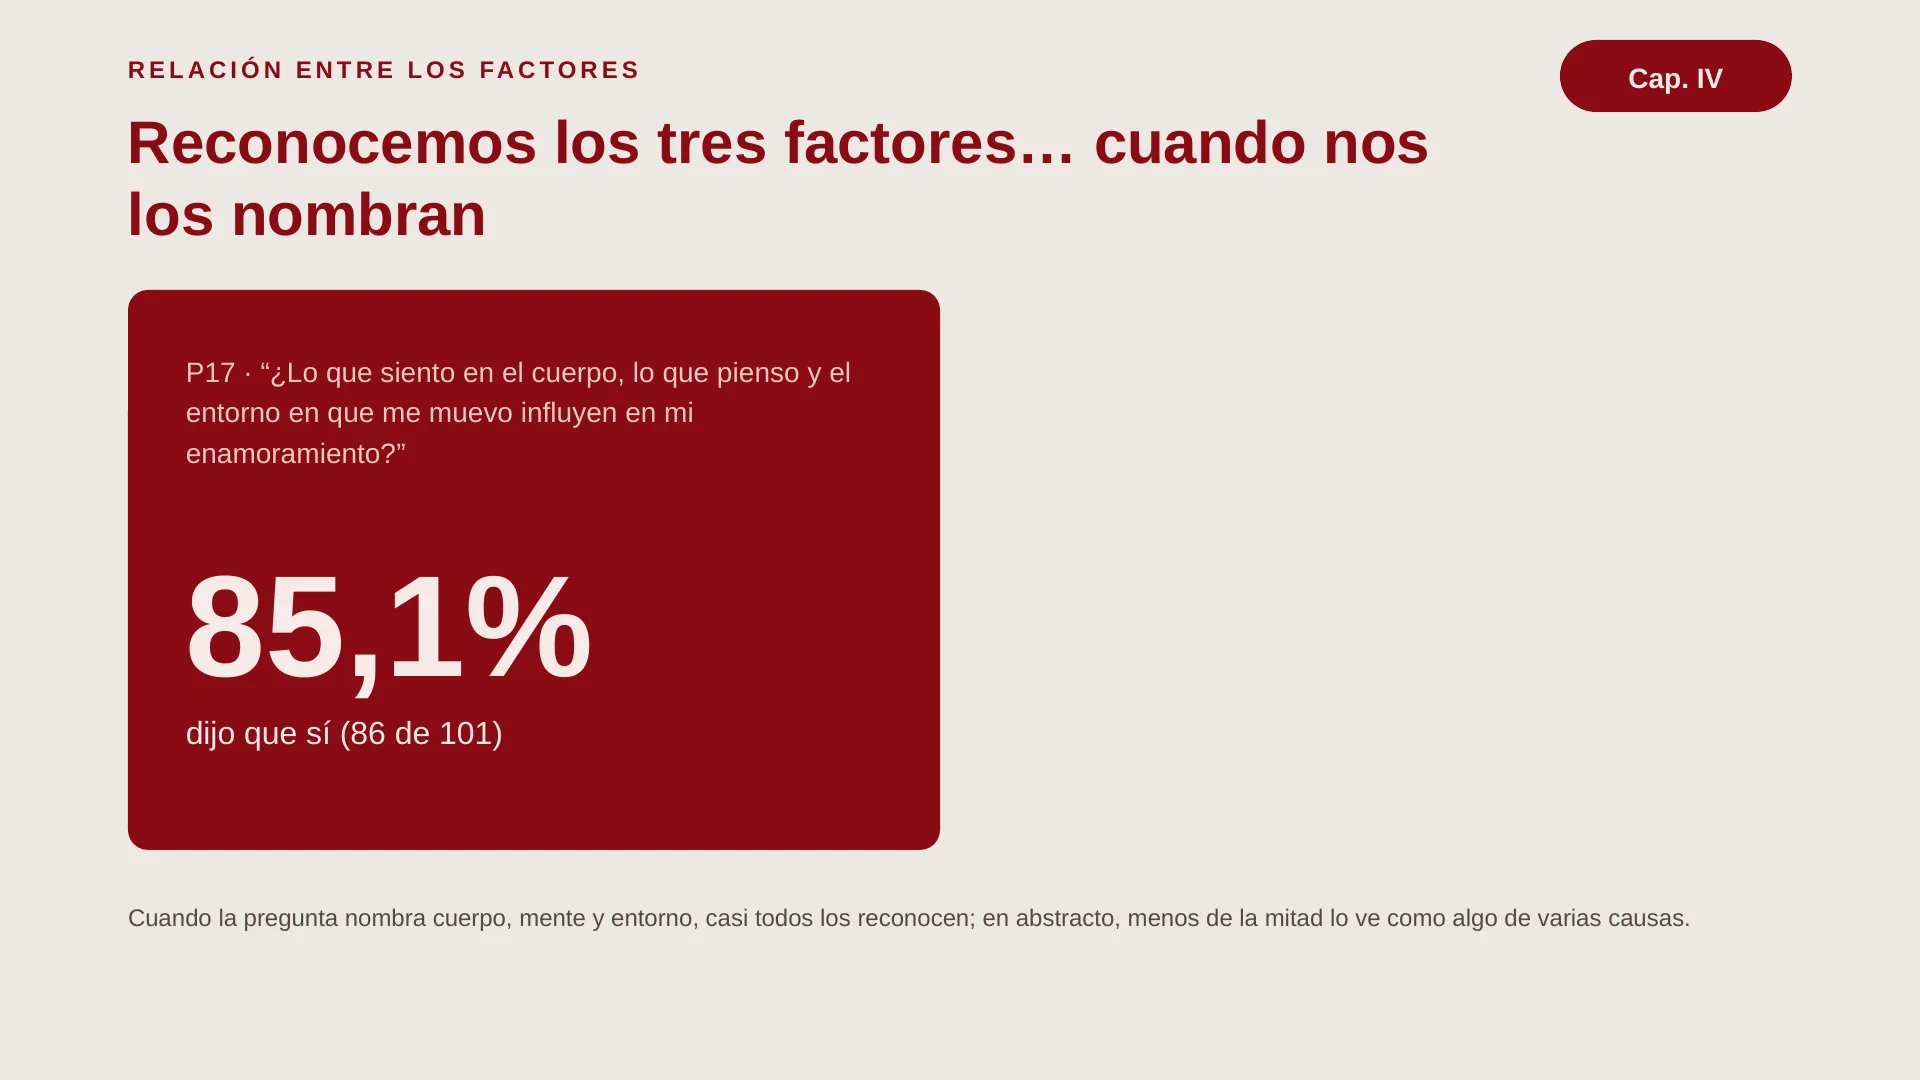 RELACIÓN ENTRE LOS FACTORES
Cap. IV
Reconocemos los tres factores… cuando nos
los nombran
P17 · “¿Lo que siento en el cuerpo, lo que pienso y el
entorno en que me muevo influyen en mi
enamoramiento?”
85,1%
dijo que sí (86 de 101)
Cuando la pregunta nombra cuerpo, mente y entorno, casi todos los reconocen; en abstracto, menos de la mitad lo ve como algo de varias causas.